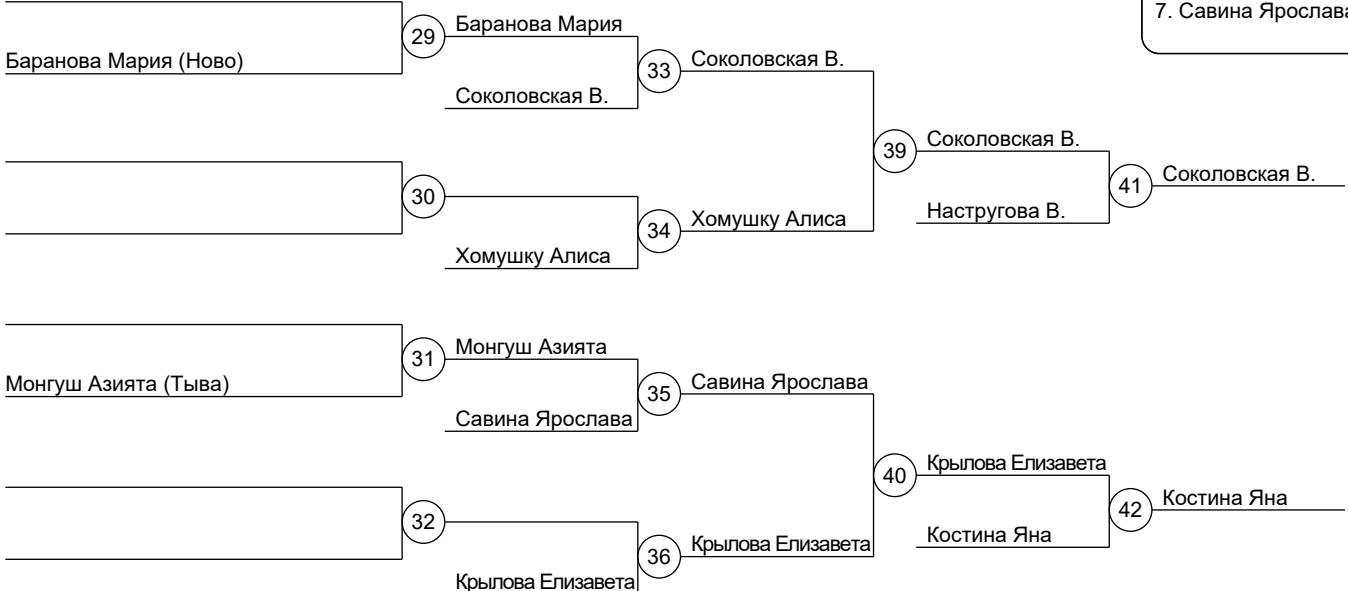 7. Савина Ярослава
29
Баранова Мария
Баранова Мария (Ново)
33
Соколовская В.
Соколовская В.
39
Соколовская В.
30
41
Соколовская В.
34
Хомушку Алиса
Настругова В.
Хомушку Алиса
31
Монгуш Азията
Монгуш Азията (Тыва)
35
Савина Ярослава
Савина Ярослава
40
Крылова Елизавета
32
42
Костина Яна
36
Крылова Елизавета
Костина Яна
Крылова Елизавета